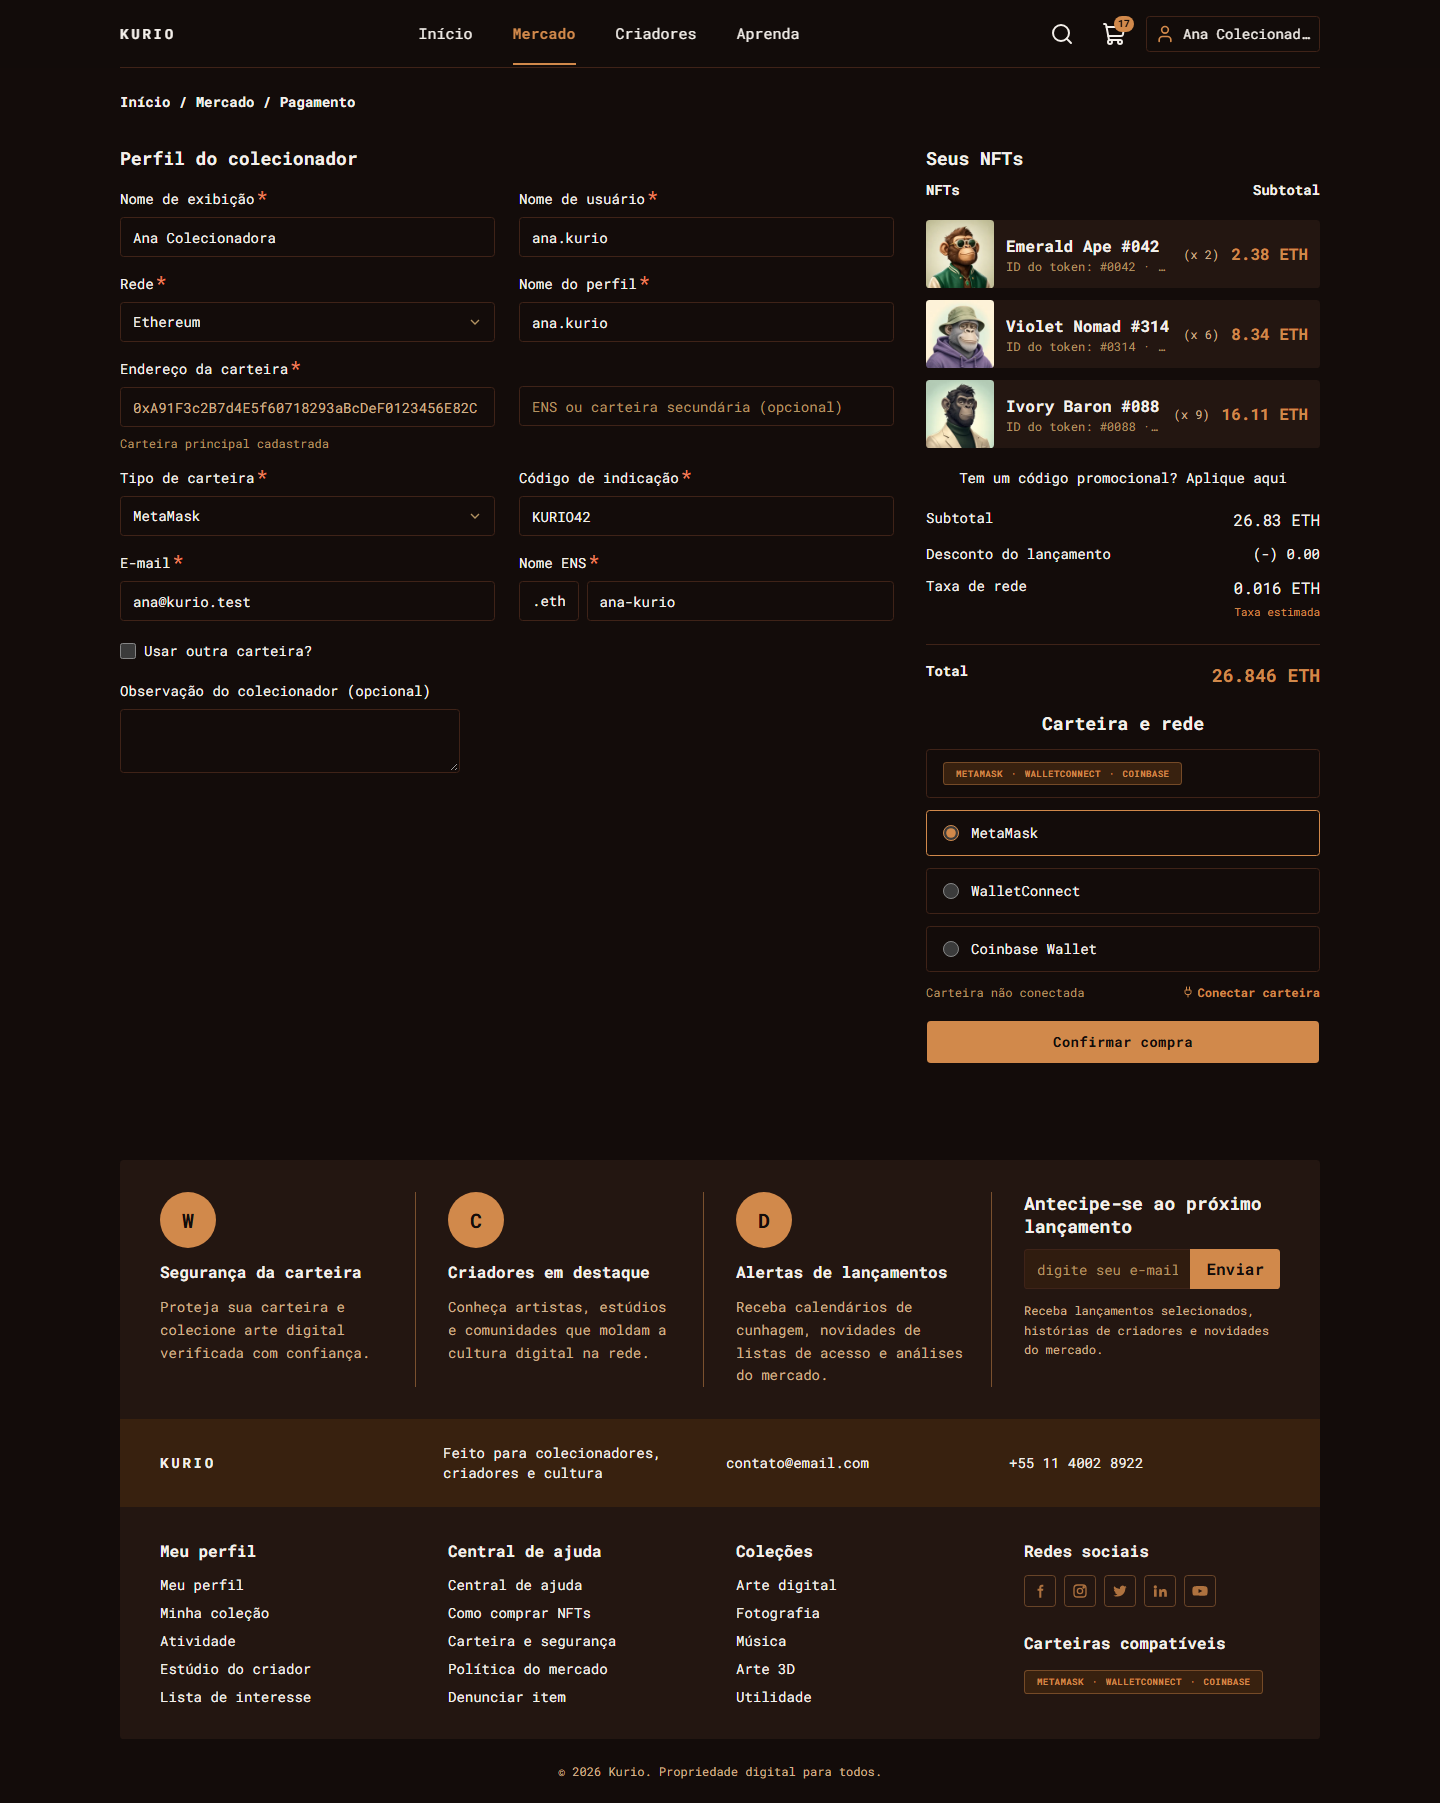 KURIO
Início
Mercado
Criadores
Aprenda
17
Ana Colecionad…
Início / Mercado / Pagamento
Perfil do colecionador
Nome de exibição*
Nome de usuário*
Ana Colecionadora
ana.kurio
Rede*
Nome do perfil*
Ethereum
ana.kurio
Endereço da carteira*
0xA91F3c2B7d4E5f60718293aBcDeF0123456E82C
ENS ou carteira secundária (opcional)
Carteira principal cadastrada
Tipo de carteira*
Código de indicação*
MetaMask
KURIO42
E-mail*
Nome ENS*
ana@kurio.test
.eth
ana-kurio
Usar outra carteira?
Observação do colecionador (opcional)
Seus NFTs
NFTs
Subtotal
Emerald Ape #042
ID do token: #0042 · …
(x 2)
2.38 ETH
Violet Nomad #314
ID do token: #0314 · …
(x 6)
8.34 ETH
Ivory Baron #088
ID do token: #0088 ·…
(x 9)
16.11 ETH
Tem um código promocional? Aplique aqui
Subtotal
26.83 ETH
Desconto do lançamento
(-) 0.00
Taxa de rede
0.016 ETH
Taxa estimada
Total
26.846 ETH
Carteira e rede
METAMASK · WALLETCONNECT · COINBASE
MetaMask
WalletConnect
Coinbase Wallet
Carteira não conectada
Conectar carteira
Confirmar compra
W
Segurança da carteira
Proteja sua carteira e
colecione arte digital
verificada com confiança.
C
Criadores em destaque
Conheça artistas, estúdios
e comunidades que moldam a
cultura digital na rede.
D
Alertas de lançamentos
Receba calendários de
cunhagem, novidades de
listas de acesso e análises
do mercado.
Antecipe-se ao próximo
lançamento
digite seu e-mail
Enviar
Receba lançamentos selecionados,
histórias de criadores e novidades
do mercado.
KURIO
Feito para colecionadores,
criadores e cultura
contato@email.com
+55 11 4002 8922
Meu perfil
Meu perfil
Minha coleção
Atividade
Estúdio do criador
Lista de interesse
Central de ajuda
Central de ajuda
Como comprar NFTs
Carteira e segurança
Política do mercado
Denunciar item
Coleções
Arte digital
Fotografia
Música
Arte 3D
Utilidade
Redes sociais
Carteiras compatíveis
METAMASK · WALLETCONNECT · COINBASE
© 2026 Kurio. Propriedade digital para todos.